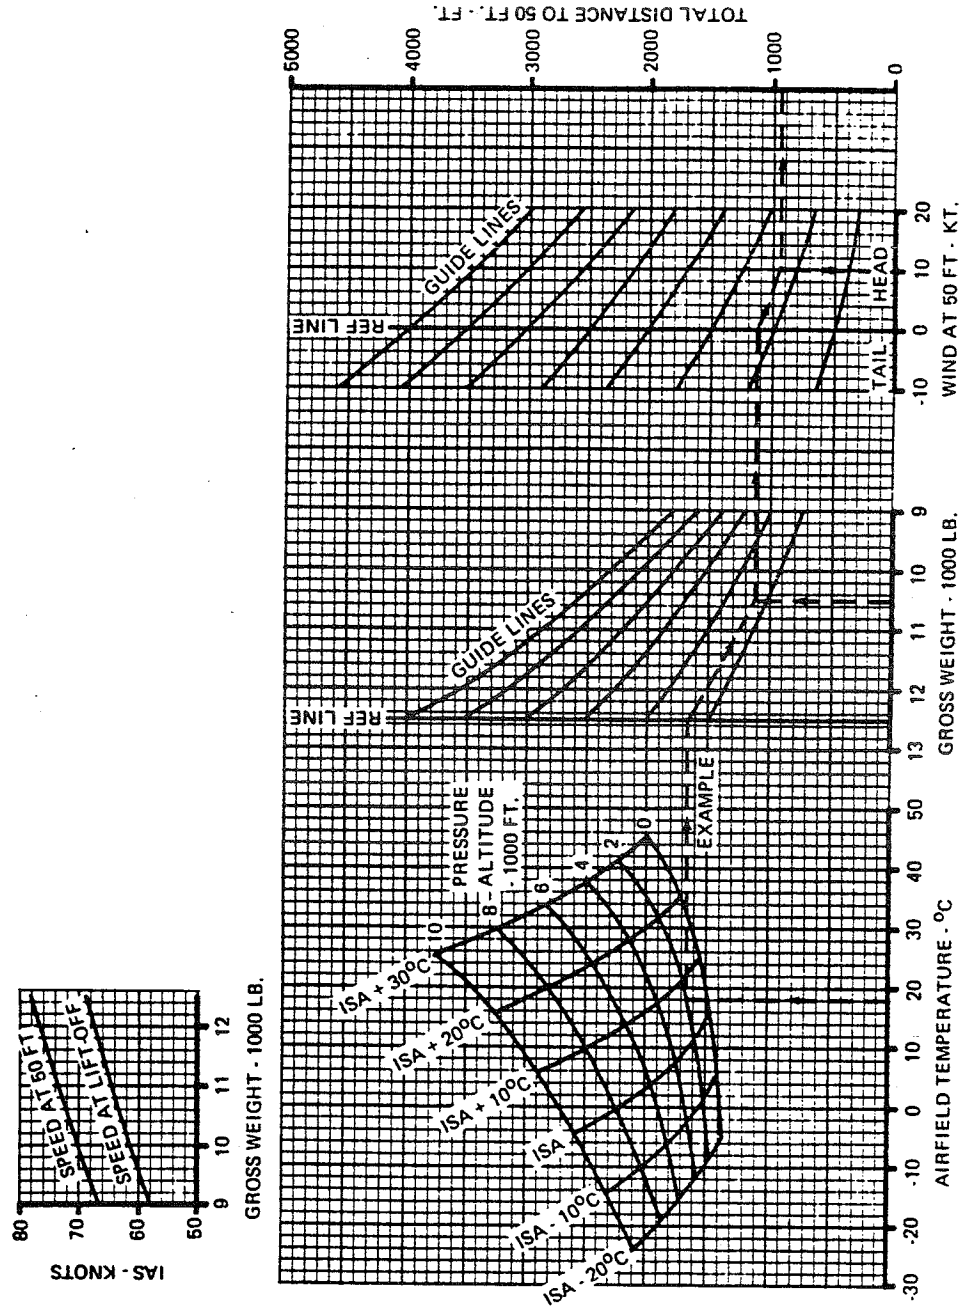 IAS - KNOTS
80
70
60
50
SPEED AT 50 FT
SPEED AT LIFT-OFF
9
10
11
12
GROSS WEIGHT - 1000 LB.
ISA + 30°C
ISA + 20°C
ISA + 10°C
ISA
ISA - 10°C
ISA - 20°C
PRESSURE
ALTITUDE
- 1000 FT.
10
8
6
4
2
0
EXAMPLE
-30
-20
-10
0
10
20
30
40
50
AIRFIELD TEMPERATURE - °C
REF LINE
GUIDE LINES
13
12
11
10
9
GROSS WEIGHT - 1000 LB.
REF LINE
GUIDE LINES
TAIL
HEAD
-10
0
10
20
WIND AT 50 FT - KT.
5000
4000
3000
2000
1000
0
TOTAL DISTANCE TO 50 FT. - FT.